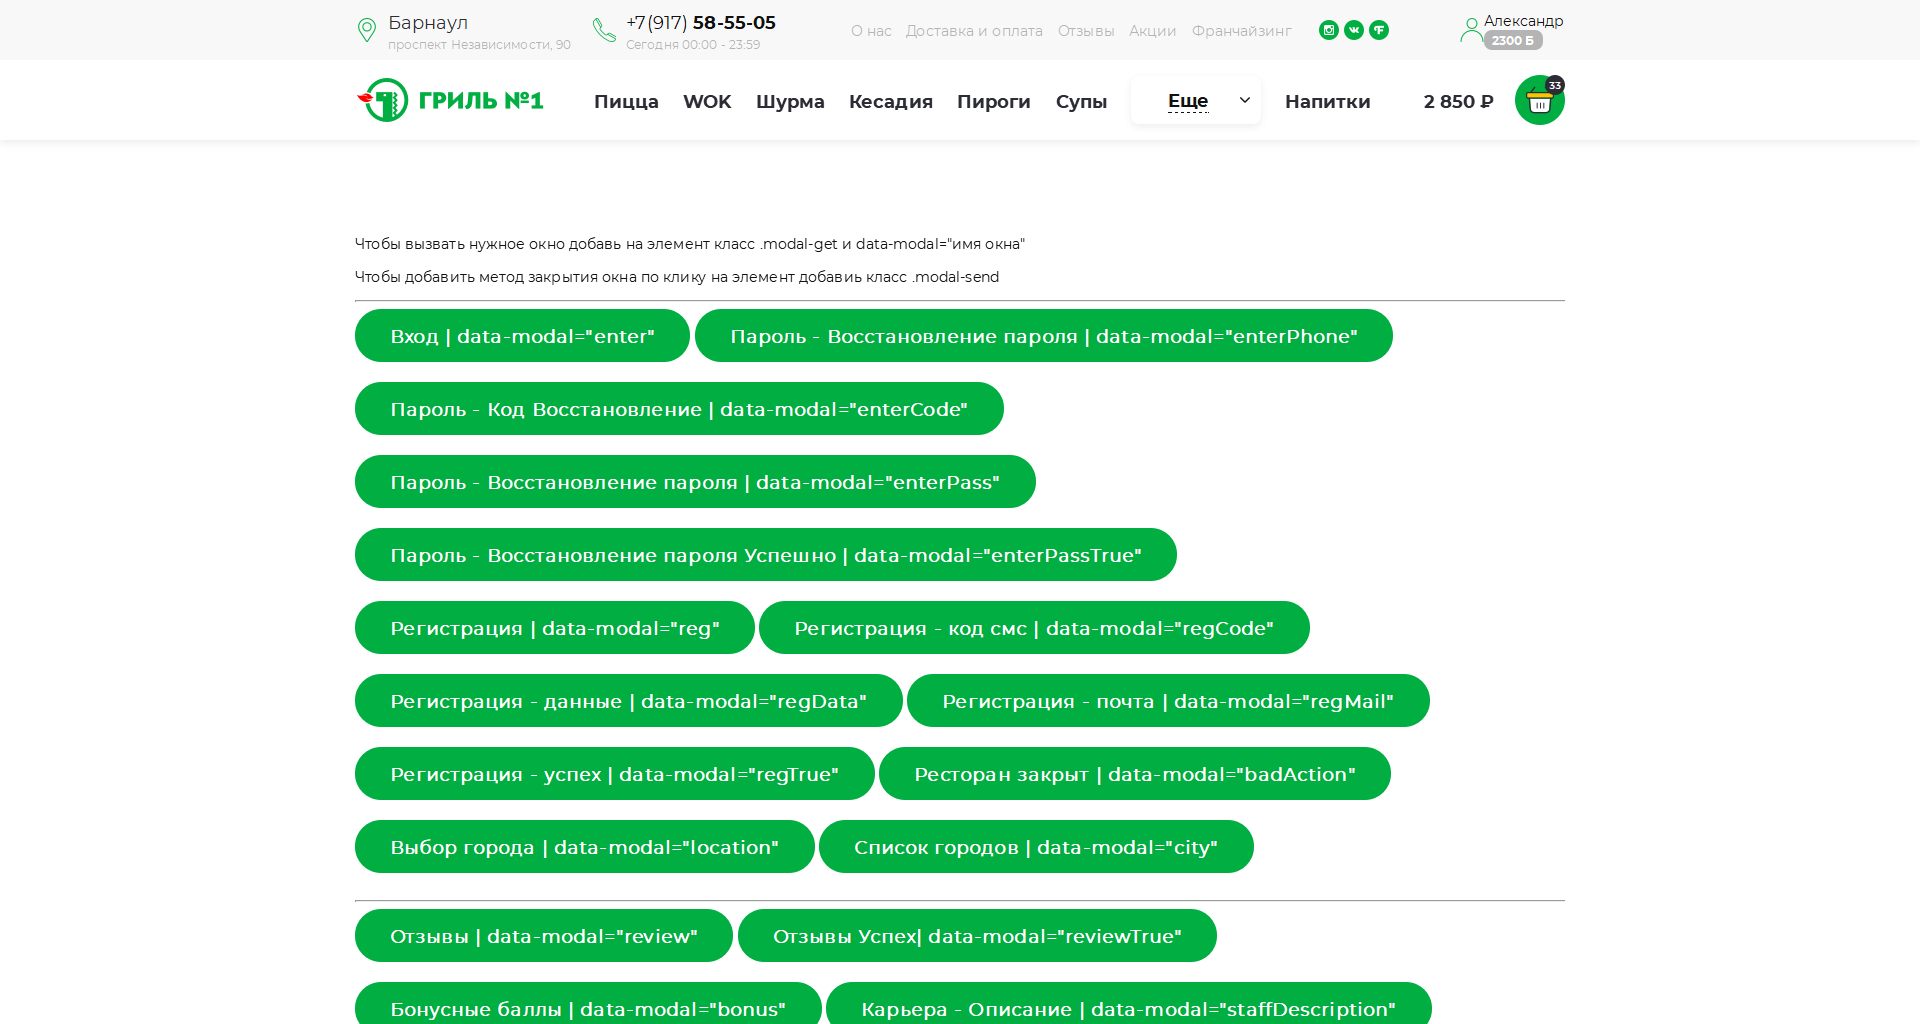 Барнаул
проспект Независимости, 90
+7(917) 58-55-05
Сегодня 00:00 - 23:59
О нас Доставка и оплата Отзывы Акции Франчайзинг
Александр
2300 Б
ГРИЛЬ №1
Пицца WOK Шурма Кесадия Пироги Супы Еще Напитки
2 850 ₽
33
Чтобы вызвать нужное окно добавь на элемент класс .modal-get и data-modal="имя окна"
Чтобы добавить метод закрытия окна по клику на элемент добавиь класс .modal-send
Вход | data-modal="enter" Пароль - Восстановление пароля | data-modal="enterPhone"
Пароль - Код Восстановление | data-modal="enterCode"
Пароль - Восстановление пароля | data-modal="enterPass"
Пароль - Восстановление пароля Успешно | data-modal="enterPassTrue"
Регистрация | data-modal="reg" Регистрация - код смс | data-modal="regCode"
Регистрация - данные | data-modal="regData" Регистрация - почта | data-modal="regMail"
Регистрация - успех | data-modal="regTrue" Ресторан закрыт | data-modal="badAction"
Выбор города | data-modal="location" Список городов | data-modal="city"
Отзывы | data-modal="review" Отзывы Успех| data-modal="reviewTrue"
Бонусные баллы | data-modal="bonus" Карьера - Описание | data-modal="staffDescription"